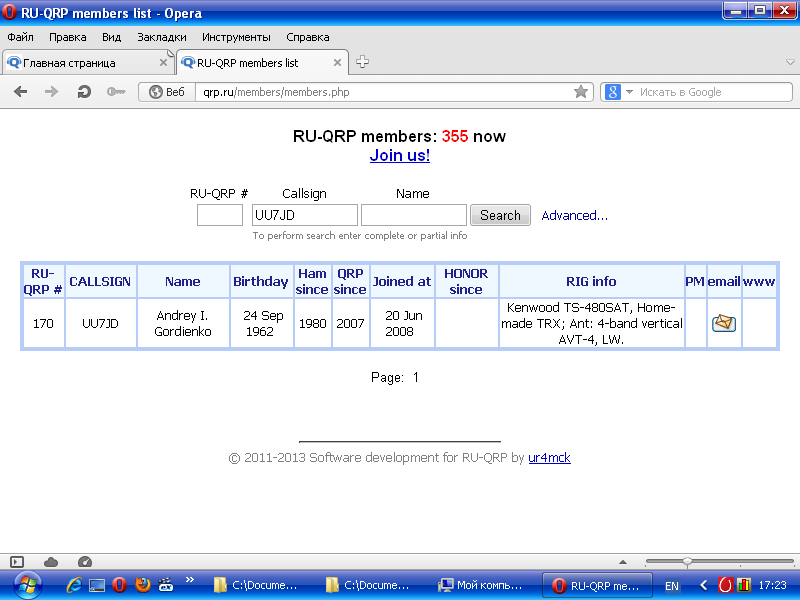 RU-QRP members list - Opera
Файл Правка Вид Закладки Инструменты Справка
Главная страница RU-QRP members list
Веб qrp.ru/members/members.php Искать в Google
RU-QRP members: 355 now
Join us!
RU-QRP # Callsign Name
UU7JD Search Advanced...
To perform search enter complete or partial info
RU-QRP # CALLSIGN Name Birthday Ham since QRP since Joined at HONOR since RIG info PM email www
170 UU7JD Andrey I. Gordienko 24 Sep 1962 1980 2007 20 Jun 2008 Kenwood TS-480SAT, Home-made TRX; Ant: 4-band vertical AVT-4, LW.
Page: 1
© 2011-2013 Software development for RU-QRP by ur4mck
C:\Docume... C:\Docume... Мой компь... RU-QRP me... EN 17:23